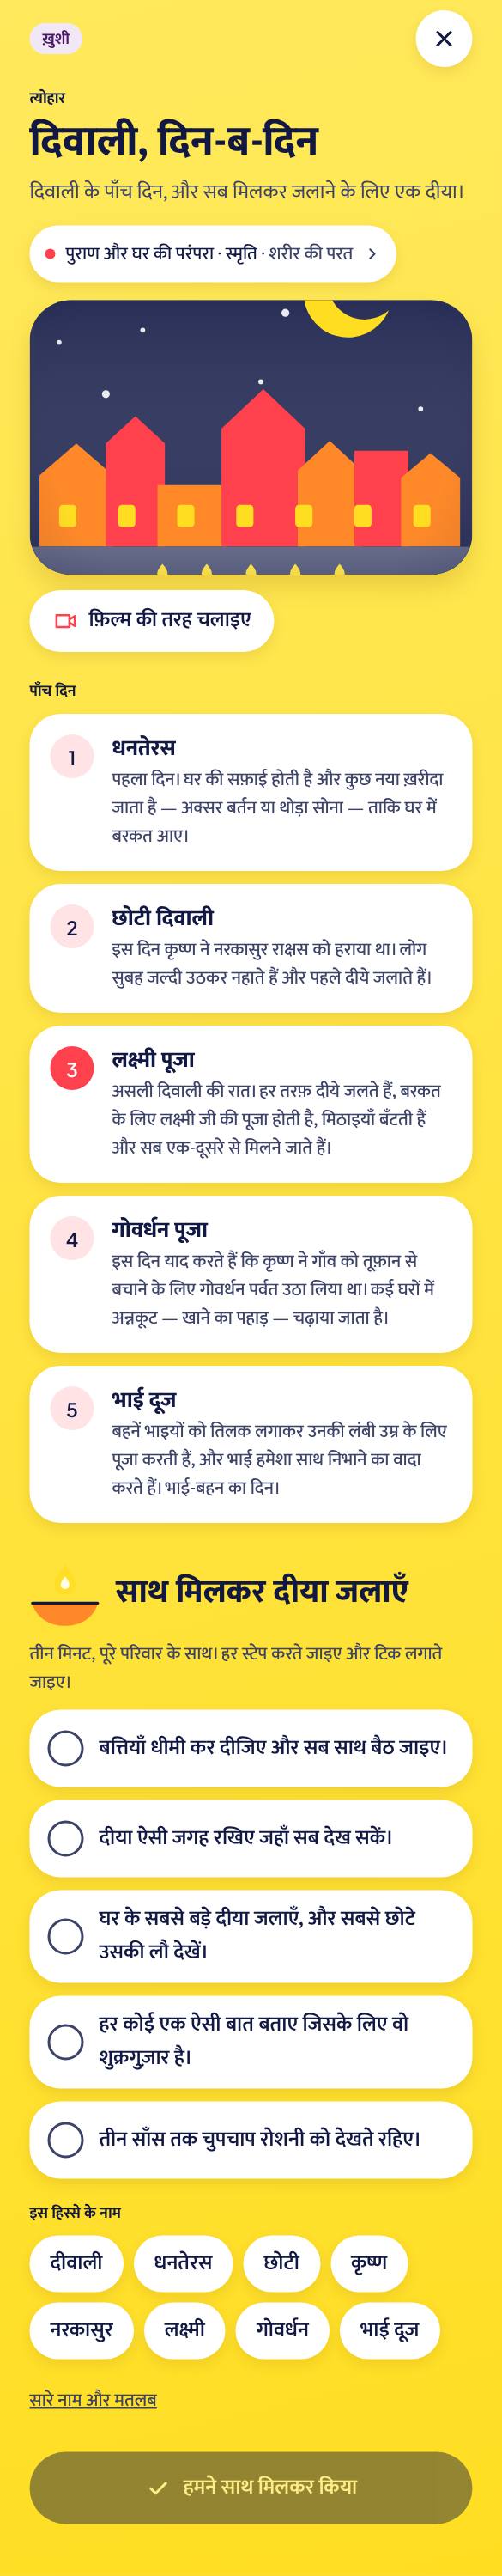 ख़ुशी
त्योहार
दिवाली, दिन-ब-दिन
दिवाली के पाँच दिन, और सब मिलकर जलाने के लिए एक दीया।
पुराण और घर की परंपरा · स्मृति · शरीर की परत
फ़िल्म की तरह चलाइए
पाँच दिन
1
धनतेरस
पहला दिन। घर की सफ़ाई होती है और कुछ नया ख़रीदा
जाता है — अक्सर बर्तन या थोड़ा सोना — ताकि घर में
बरकत आए।
2
छोटी दिवाली
इस दिन कृष्ण ने नरकासुर राक्षस को हराया था। लोग
सुबह जल्दी उठकर नहाते हैं और पहले दीये जलाते हैं।
3
लक्ष्मी पूजा
असली दिवाली की रात। हर तरफ़ दीये जलते हैं, बरकत
के लिए लक्ष्मी जी की पूजा होती है, मिठाइयाँ बँटती हैं
और सब एक-दूसरे से मिलने जाते हैं।
4
गोवर्धन पूजा
इस दिन याद करते हैं कि कृष्ण ने गाँव को तूफ़ान से
बचाने के लिए गोवर्धन पर्वत उठा लिया था। कई घरों में
अन्नकूट — खाने का पहाड़ — चढ़ाया जाता है।
5
भाई दूज
बहनें भाइयों को तिलक लगाकर उनकी लंबी उम्र के लिए
पूजा करती हैं, और भाई हमेशा साथ निभाने का वादा
करते हैं। भाई-बहन का दिन।
साथ मिलकर दीया जलाएँ
तीन मिनट, पूरे परिवार के साथ। हर स्टेप करते जाइए और टिक लगाते
जाइए।
बत्तियाँ धीमी कर दीजिए और सब साथ बैठ जाइए।
दीया ऐसी जगह रखिए जहाँ सब देख सकें।
घर के सबसे बड़े दीया जलाएँ, और सबसे छोटे
उसकी लौ देखें।
हर कोई एक ऐसी बात बताए जिसके लिए वो
शुक्रगुज़ार है।
तीन साँस तक चुपचाप रोशनी को देखते रहिए।
इस हिस्से के नाम
दीवाली धनतेरस छोटी कृष्ण
नरकासुर लक्ष्मी गोवर्धन भाई दूज
सारे नाम और मतलब
हमने साथ मिलकर किया